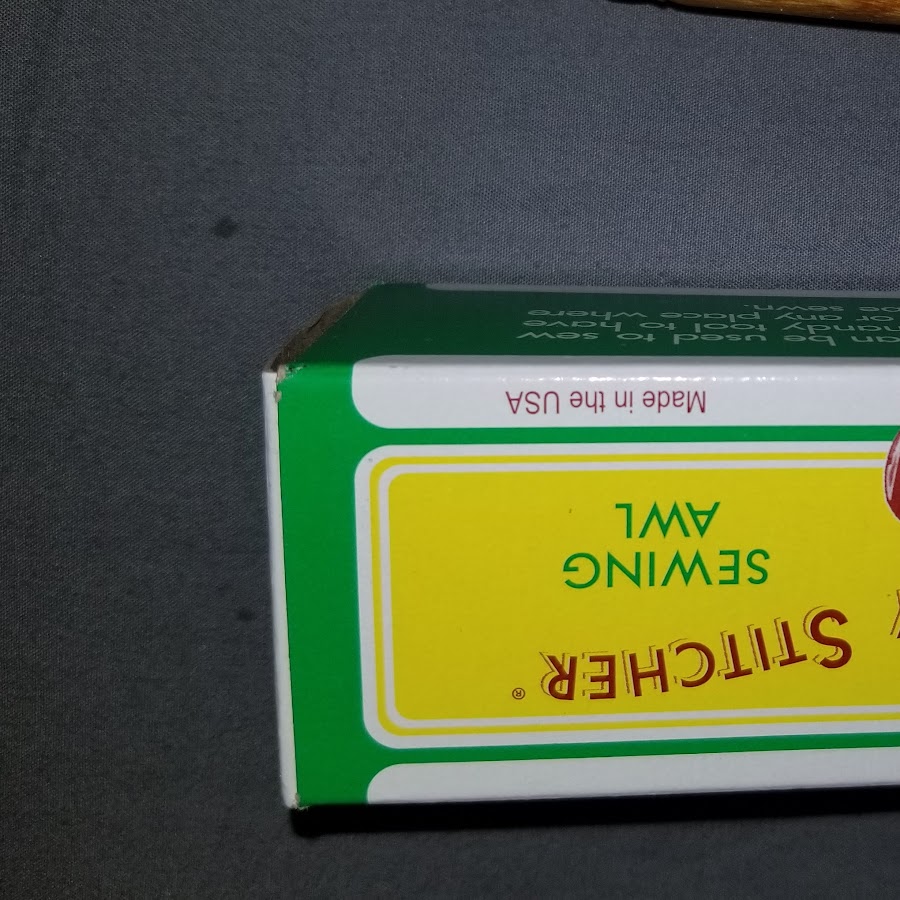 STITCHER ®
SEWING
AWL
Made in the USA
can be used to sew
handy tool to have
or any place where
be sewn.